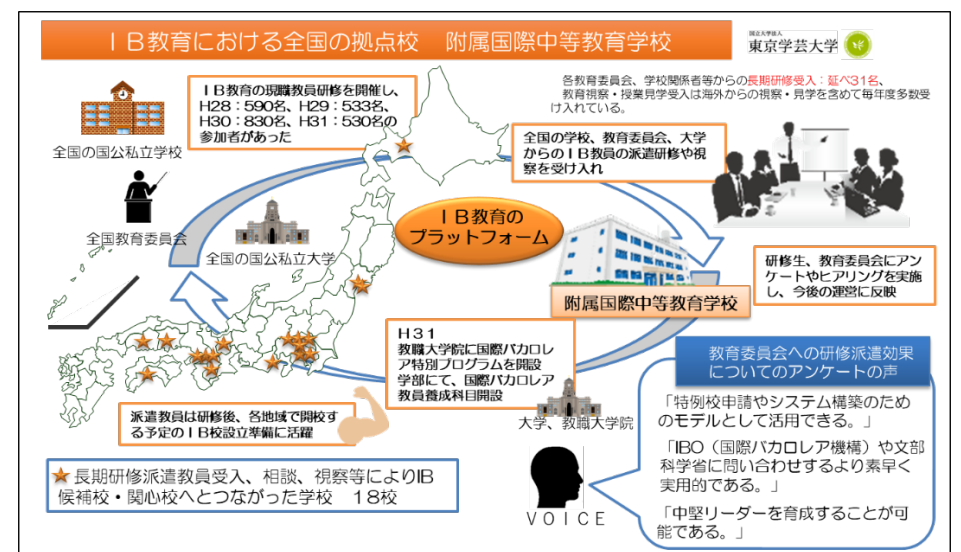 ＩＢ教育における全国の拠点校　附属国際中等教育学校
国立大学法人
東京学芸大学
各教育委員会、学校関係者等からの長期研修受入：延べ３１名、
教育視察・授業見学受入は海外からの視察・見学を含めて毎年度多数受
け入れている。
ＩＢ教育の現職教員研修を開催し、
Ｈ２８：５９０名、Ｈ２９：５３３名、
Ｈ３０：８３０名、Ｈ３１：５３０名の
参加者があった
全国の国公私立学校
全国の学校、教育委員会、大学
からのＩＢ教員の派遣研修や視
察を受け入れ
全国教育委員会
全国の国公私立大学
ＩＢ教育の
プラットフォーム
研修生、教育委員会にアン
ケートやヒアリングを実施
し、今後の運営に反映
附属国際中等教育学校
Ｈ３１
教職大学院に国際バカロレ
ア特別プログラムを開設
学部にて、国際バカロレア
教員養成科目開設
大学、教職大学院
派遣教員は研修後、各地域で開校す
る予定のＩＢ校設立準備に活躍
教育委員会への研修派遣効果
についてのアンケートの声
「特例校申請やシステム構築のため
のモデルとして活用できる。」
「IBO（国際バカロレア機構）や文部
科学省に問い合わせするより素早く
実用的である。」
「中堅リーダーを育成することが可
能である。」
★長期研修派遣教員受入、相談、視察等によりIB
候補校・関心校へとつながった学校　１８校
ＶＯＩＣＥ